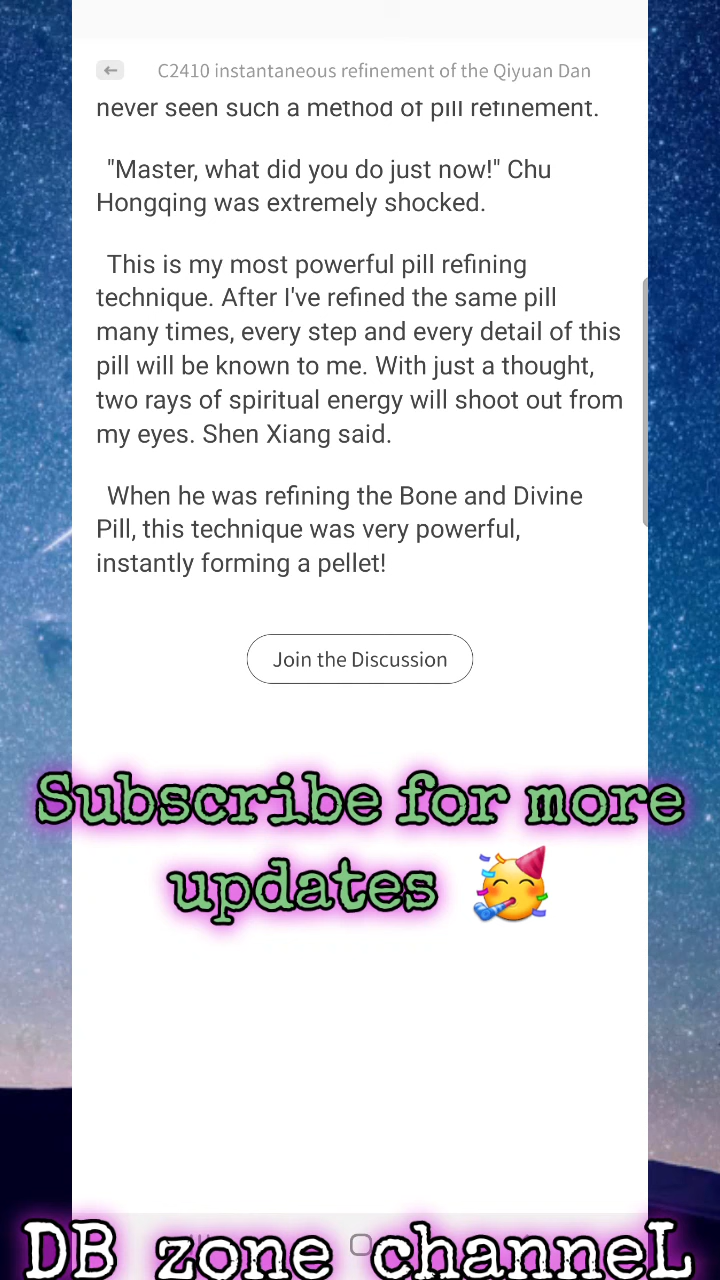 C2410 instantaneous refinement of the Qiyuan Dan
never seen such a method of pill refinement.
"Master, what did you do just now!" Chu
Hongqing was extremely shocked.
This is my most powerful pill refining
technique. After I've refined the same pill
many times, every step and every detail of this
pill will be known to me. With just a thought,
two rays of spiritual energy will shoot out from
my eyes. Shen Xiang said.
When he was refining the Bone and Divine
Pill, this technique was very powerful,
instantly forming a pellet!
Join the Discussion
Subscribe for more
updates 🥳
DB zone channeL